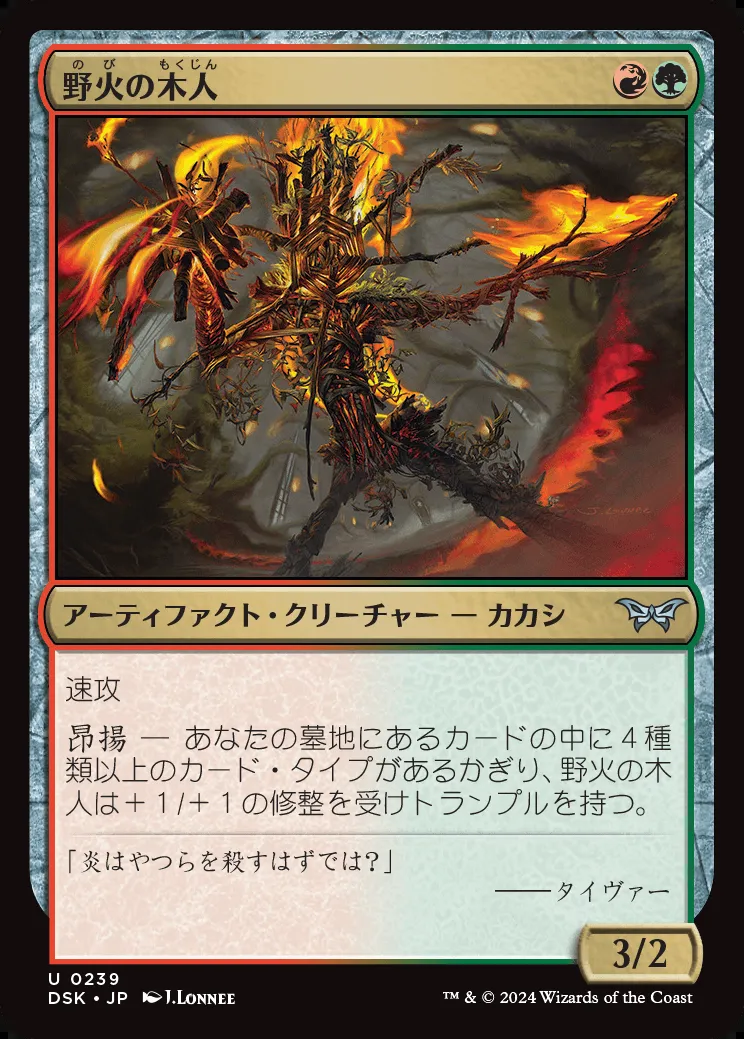 のび もくじん
野火の木人
アーティファクト・クリーチャー — カカシ
速攻
昂揚 — あなたの墓地にあるカードの中に４種
類以上のカード・タイプがあるかぎり、野火の木
人は＋１/＋１の修整を受けトランプルを持つ。
「炎はやつらを殺すはずでは?」
——タイヴァー
3/2
U 0239
DSK • JP J.LONNEE
™ & © 2024 Wizards of the Coast
J. LONNEE